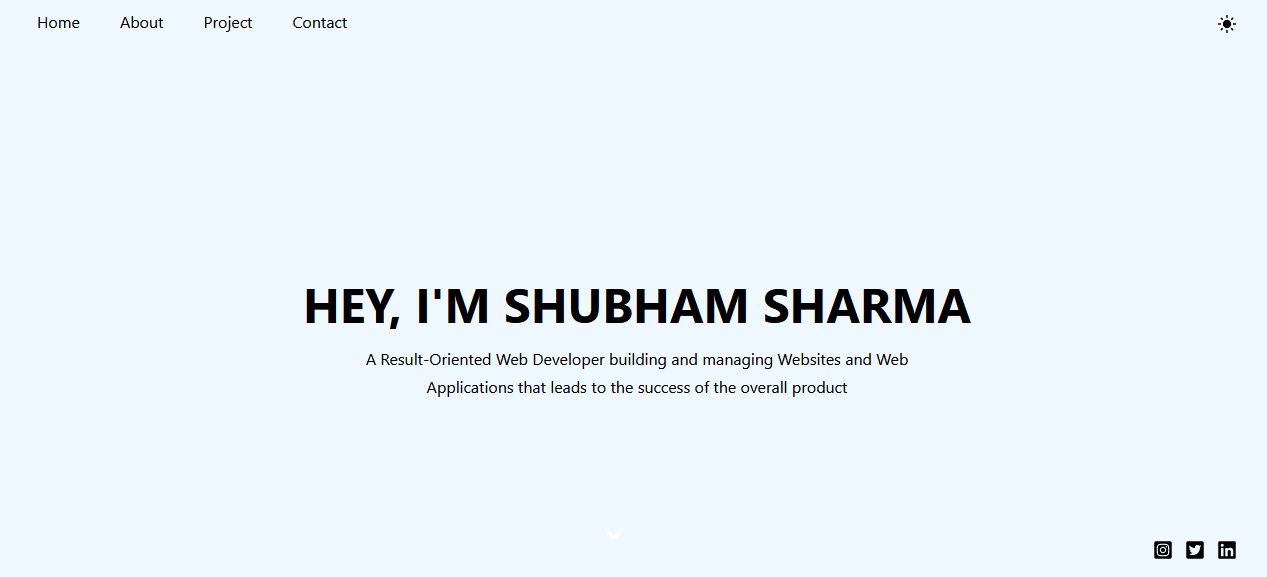 Home About Project Contact
HEY, I'M SHUBHAM SHARMA
A Result-Oriented Web Developer building and managing Websites and Web
Applications that leads to the success of the overall product